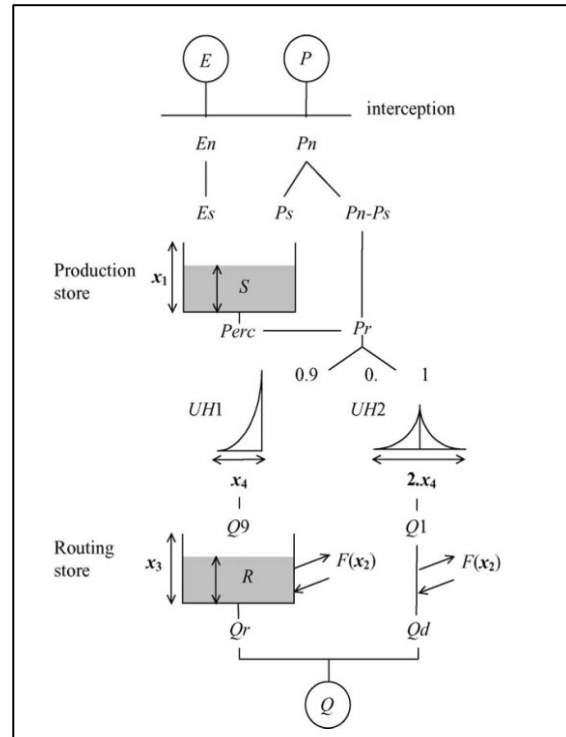 E P
interception
En Pn
Es Ps Pn-Ps
Production
store
x1
S
Perc Pr
0.9 0. 1
UH1 UH2
x4 2.x4
Q9 Q1
Routing
store
x3
R
F(x2) F(x2)
Qr Qd
Q